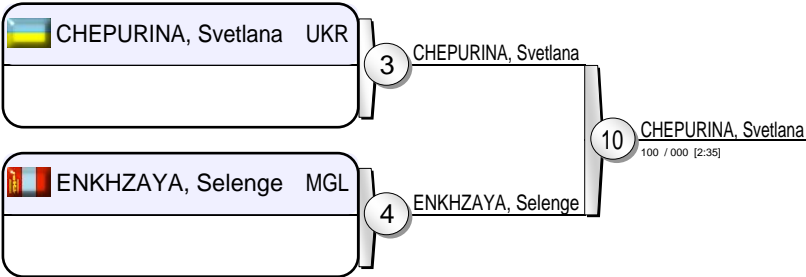 CHEPURINA, Svetlana UKR
3
CHEPURINA, Svetlana
10
CHEPURINA, Svetlana
100 / 000 [2:35]
ENKHZAYA, Selenge MGL
4
ENKHZAYA, Selenge